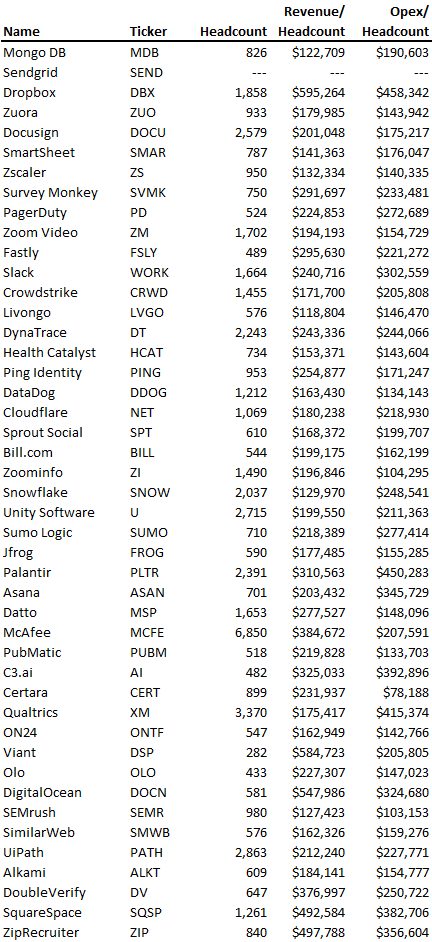 Revenue/ Opex/
Name Ticker Headcount Headcount Headcount
Mongo DB MDB 826 $122,709 $190,603
Sendgrid SEND --- --- ---
Dropbox DBX 1,858 $595,264 $458,342
Zuora ZUO 933 $179,985 $143,942
Docusign DOCU 2,579 $201,048 $175,217
SmartSheet SMAR 787 $141,363 $176,047
Zscaler ZS 950 $132,334 $140,335
Survey Monkey SVMK 750 $291,697 $233,481
PagerDuty PD 524 $224,853 $272,689
Zoom Video ZM 1,702 $194,193 $154,729
Fastly FSLY 489 $295,630 $221,272
Slack WORK 1,664 $240,716 $302,559
Crowdstrike CRWD 1,455 $171,700 $205,808
Livongo LVGO 576 $118,804 $146,470
DynaTrace DT 2,243 $243,336 $244,066
Health Catalyst HCAT 734 $153,371 $143,604
Ping Identity PING 953 $254,877 $171,247
DataDog DDOG 1,212 $163,430 $134,143
Cloudflare NET 1,069 $180,238 $218,930
Sprout Social SPT 610 $168,372 $199,707
Bill.com BILL 544 $199,175 $162,199
Zoominfo ZI 1,490 $196,846 $104,295
Snowflake SNOW 2,037 $129,970 $248,541
Unity Software U 2,715 $199,550 $211,363
Sumo Logic SUMO 710 $218,389 $277,414
Jfrog FROG 590 $177,485 $155,285
Palantir PLTR 2,391 $310,563 $450,283
Asana ASAN 701 $203,432 $345,729
Datto MSP 1,653 $277,527 $148,096
McAfee MCFE 6,850 $384,672 $207,591
PubMatic PUBM 518 $219,828 $133,703
C3.ai AI 482 $325,033 $392,896
Certara CERT 899 $231,937 $78,188
Qualtrics XM 3,370 $175,417 $415,374
ON24 ONTF 547 $162,949 $142,766
Viant DSP 282 $584,723 $205,805
Olo OLO 433 $227,307 $147,023
DigitalOcean DOCN 581 $547,986 $324,680
SEMrush SEMR 980 $127,423 $103,153
SimilarWeb SMWB 576 $162,326 $159,276
UiPath PATH 2,863 $212,240 $227,771
Alkami ALKT 609 $184,141 $154,777
DoubleVerify DV 647 $376,997 $250,722
SquareSpace SQSP 1,261 $492,584 $382,706
ZipRecruiter ZIP 840 $497,788 $356,604